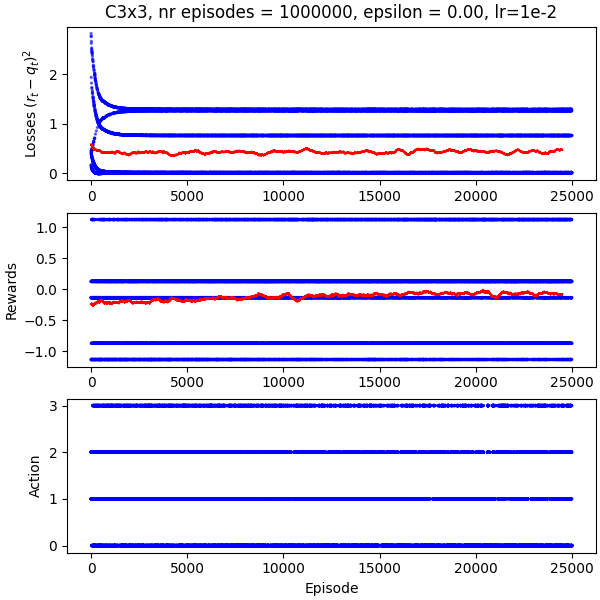 C3x3, nr episodes = 1000000, epsilon = 0.00, lr=1e-2
Losses $(r_t - q_t)^2$
2
1
0
0 5000 10000 15000 20000 25000
Rewards
1.0
0.5
0.0
−0.5
−1.0
0 5000 10000 15000 20000 25000
Action
3
2
1
0
0 5000 10000 15000 20000 25000
Episode